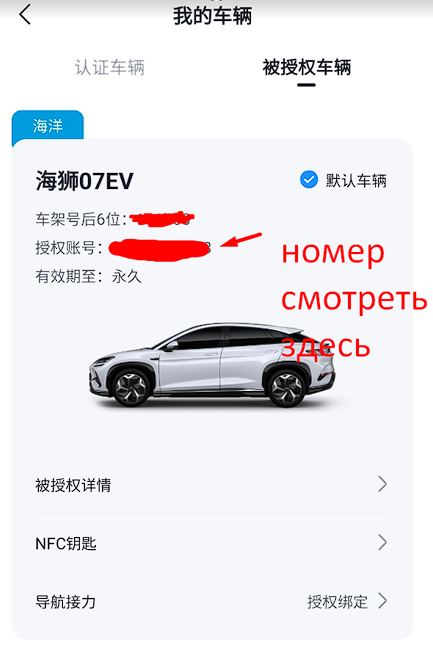 我的车辆
认证车辆
被授权车辆
海洋
海狮07EV
默认车辆
车架号后6位：
授权账号：
номер
смотреть
здесь
有效期至：永久
被授权详情
NFC钥匙
导航接力
授权绑定